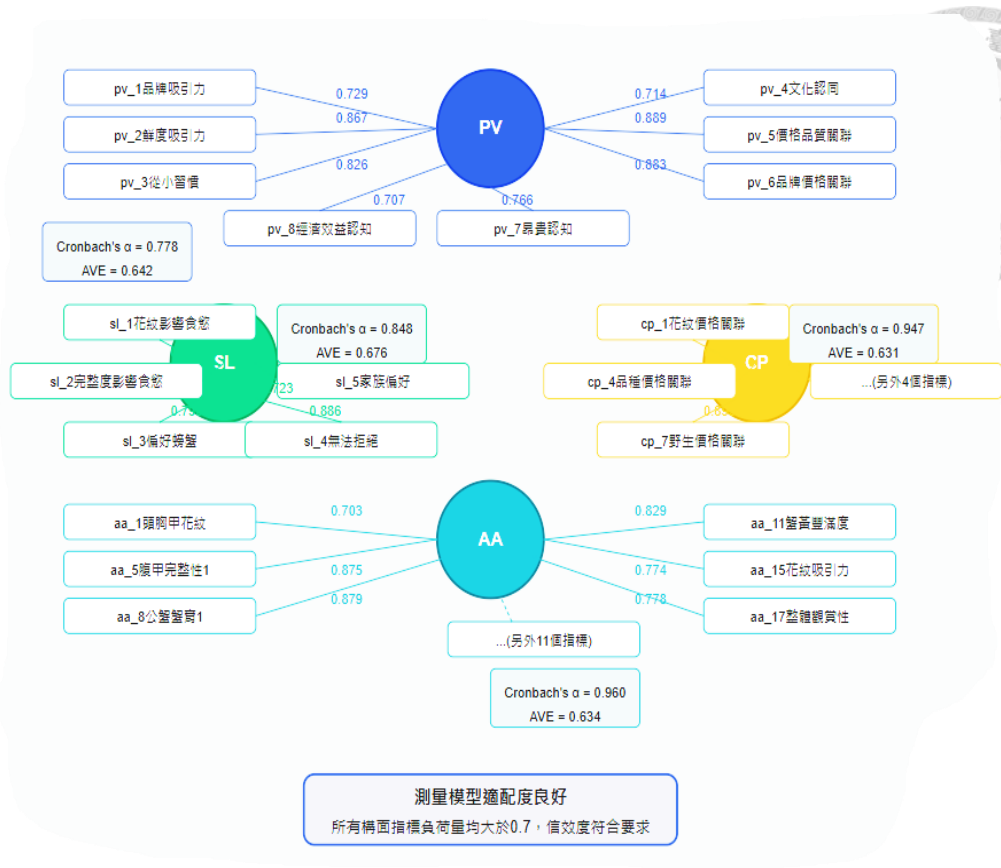 pv_1品牌吸引力
0.729
0.714
pv_4文化認同
pv_2鮮度吸引力
0.867
PV
0.889
pv_5價格品質關聯
pv_3從小習慣
0.826
0.883
pv_6品牌價格關聯
0.707
0.766
pv_8經濟效益認知
pv_7昂貴認知
Cronbach's α = 0.778
AVE = 0.642
sl_1花紋影響食慾
Cronbach's α = 0.848
AVE = 0.676
SL
sl_2完整度影響食慾
sl_5家族偏好
723
0.7
0.886
sl_3偏好螃蟹
sl_4無法拒絕
cp_1花紋價格關聯
Cronbach's α = 0.947
AVE = 0.631
CP
cp_4品種價格關聯
...(另外4個指標)
cp_7野生價格關聯
aa_1頭胸甲花紋
0.703
0.829
aa_11蟹黃豐滿度
AA
aa_5腹甲完整性1
0.875
0.774
aa_15花紋吸引力
aa_8公蟹蟹膏1
0.879
0.778
aa_17整體觀賞性
...(另外11個指標)
Cronbach's α = 0.960
AVE = 0.634
測量模型適配度良好
所有構面指標負荷量均大於0.7，信效度符合要求